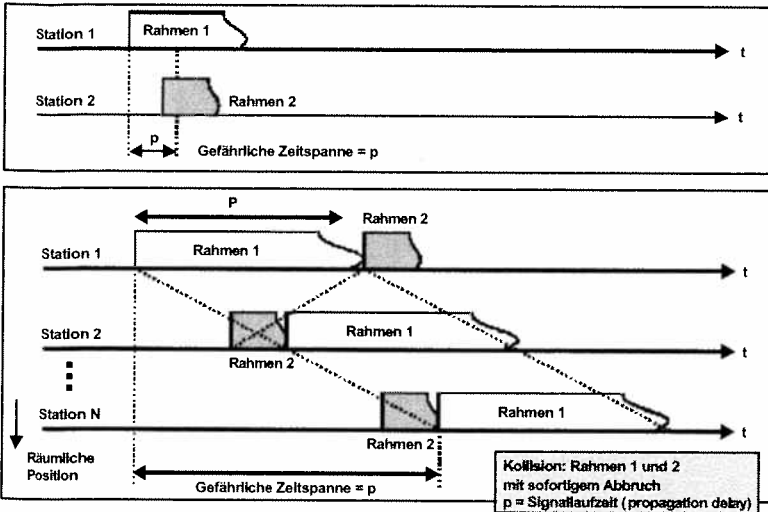 Station 1
Rahmen 1
t
Station 2
Rahmen 2
t
p
Gefährliche Zeitspanne = p
P
Rahmen 2
Station 1
Rahmen 1
t
Station 2
Rahmen 1
t
Rahmen 2
Station N
Rahmen 1
t
Rahmen 2
Räumliche
Position
Gefährliche Zeitspanne = p
Kollision: Rahmen 1 und 2
mit sofortigem Abbruch
p = Signallaufzeit (propagation delay)